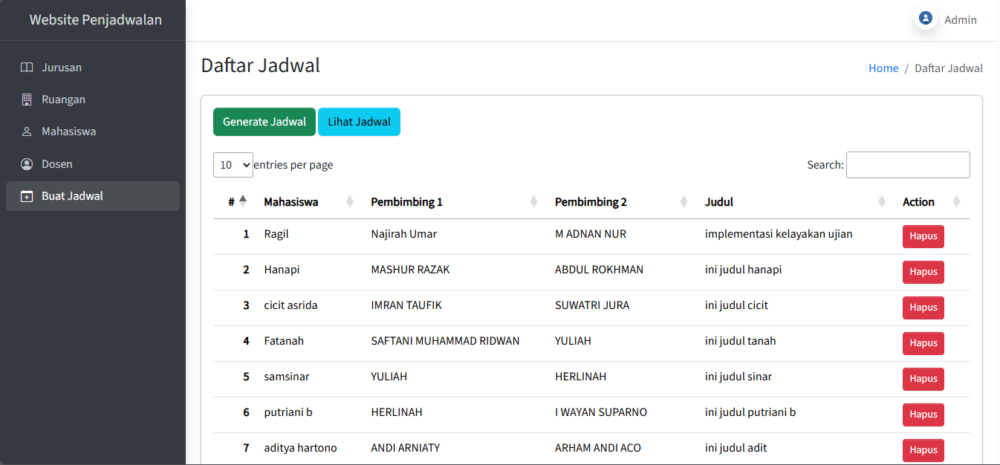 Website Penjadwalan
Admin
Jurusan
Ruangan
Mahasiswa
Dosen
Buat Jadwal
Daftar Jadwal
Home / Daftar Jadwal
Generate Jadwal Lihat Jadwal
10 entries per page Search:
# Mahasiswa Pembimbing 1 Pembimbing 2 Judul Action
1 Ragil Najirah Umar M ADNAN NUR implementasi kelayakan ujian Hapus
2 Hanapi MASHUR RAZAK ABDUL ROKHMAN ini judul hanapi Hapus
3 cicit asrida IMRAN TAUFIK SUWATRI JURA ini judul cicit Hapus
4 Fatanah SAFTANI MUHAMMAD RIDWAN YULIAH ini judul tanah Hapus
5 samsinar YULIAH HERLINAH ini judul sinar Hapus
6 putriani b HERLINAH I WAYAN SUPARNO ini judul putriani b Hapus
7 aditya hartono ANDI ARNIATY ARHAM ANDI ACO ini judul adit Hapus